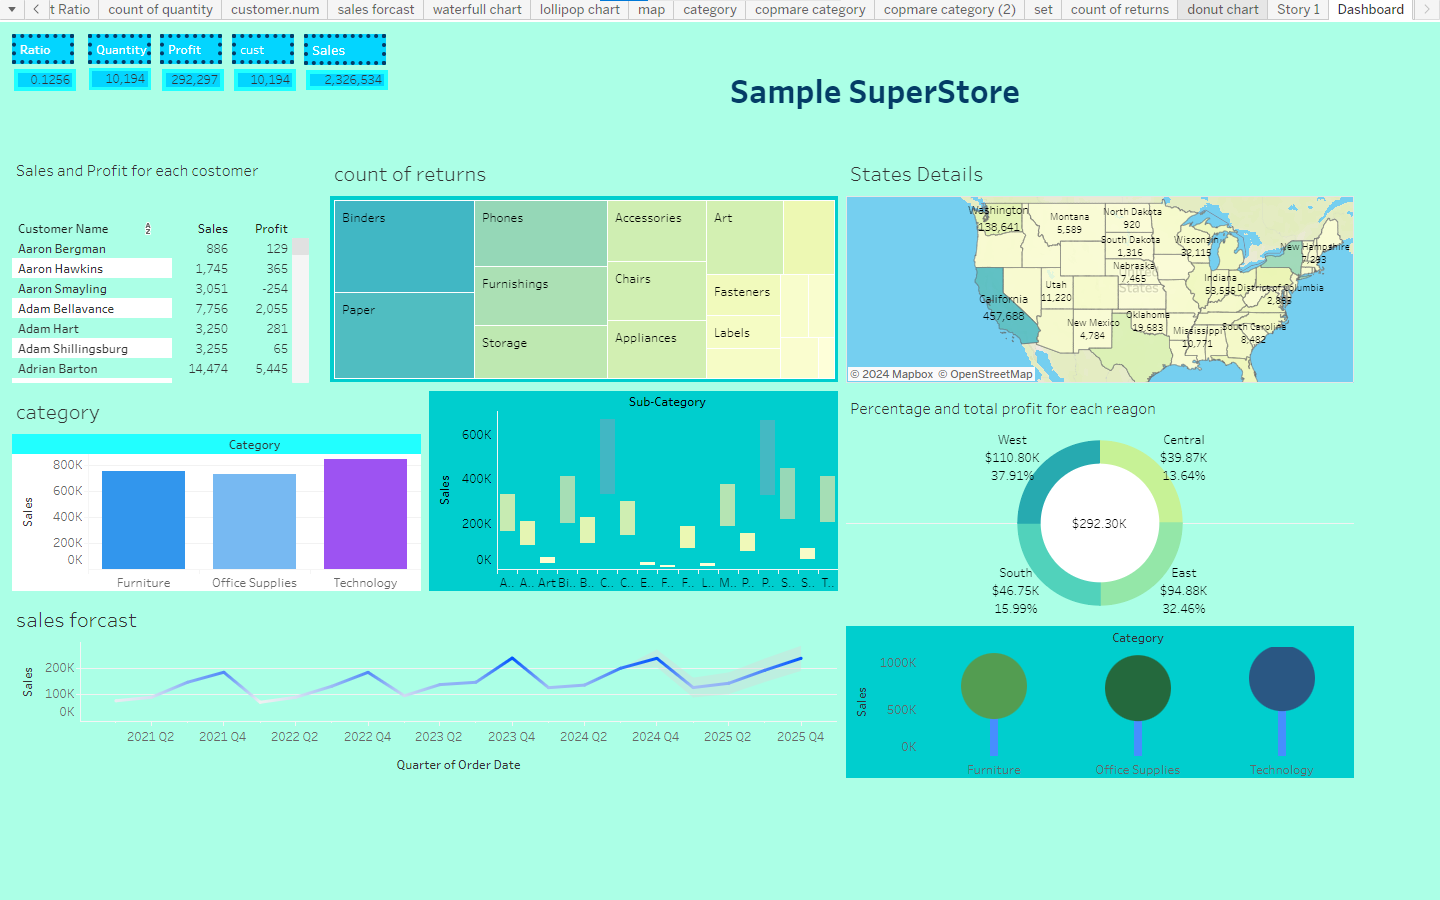 t Ratio count of quantity customer.num sales forcast waterfull chart lollipop chart map category copmare category copmare category (2) set count of returns donut chart Story 1 Dashboard
Ratio Quantity Profit cust Sales
0.1256 10,194 292,297 10,194 2,326,534
Sample SuperStore
Sales and Profit for each costomer
Customer Name Sales Profit
Aaron Bergman 886 129
Aaron Hawkins 1,745 365
Aaron Smayling 3,051 -254
Adam Bellavance 7,756 2,055
Adam Hart 3,250 281
Adam Shillingsburg 3,255 65
Adrian Barton 14,474 5,445
count of returns
Binders Phones Accessories Art
Furnishings Chairs Fasteners
Paper Storage Appliances Labels
States Details
Washington
138,641
Montana
5,589
North Dakota
920
South Dakota
1,316
Wisconsin
32,115
New Hampshire
7,293
Nebraska
7,465
States
Utah
11,220
Indiana
53,555
District of Columbia
2,865
California
457,688
Oklahoma
19,683
New Mexico
4,784
Mississippi
10,771
South Carolina
8,482
© 2024 Mapbox © OpenStreetMap
category
Category
Sales
800K
600K
400K
200K
0K
Furniture Office Supplies Technology
Sub-Category
Sales
600K
400K
200K
0K
A.. A.. Art Bi.. B.. C.. C.. E.. F.. F.. L.. M.. P.. P.. S.. S.. T..
Percentage and total profit for each reagon
West
$110.80K
37.91%
Central
$39.87K
13.64%
$292.30K
South
$46.75K
15.99%
East
$94.88K
32.46%
sales forcast
Sales
200K
100K
0K
2021 Q2 2021 Q4 2022 Q2 2022 Q4 2023 Q2 2023 Q4 2024 Q2 2024 Q4 2025 Q2 2025 Q4
Quarter of Order Date
Category
Sales
1000K
500K
0K
Furniture Office Supplies Technology